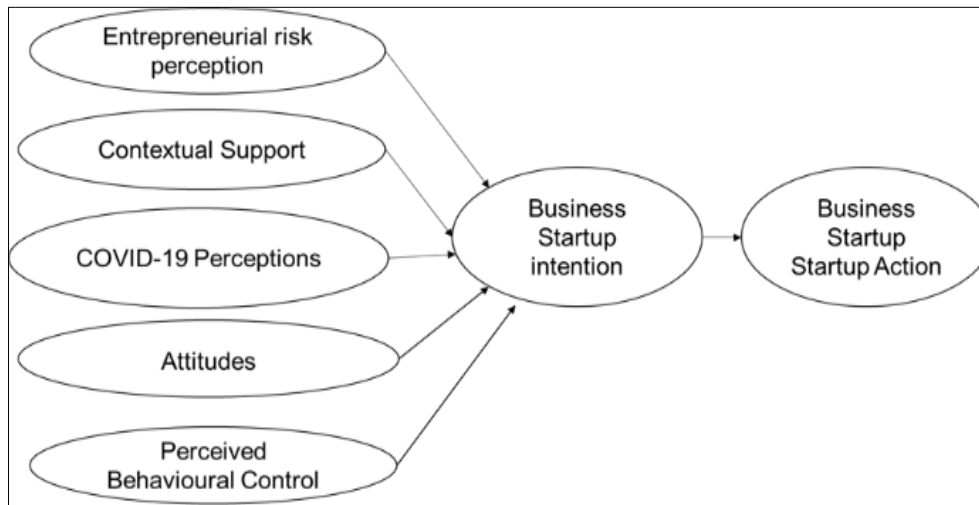 Entrepreneurial risk
perception
Contextual Support
COVID-19 Perceptions
Attitudes
Perceived
Behavioural Control
Business
Startup
intention
Business
Startup
Startup Action